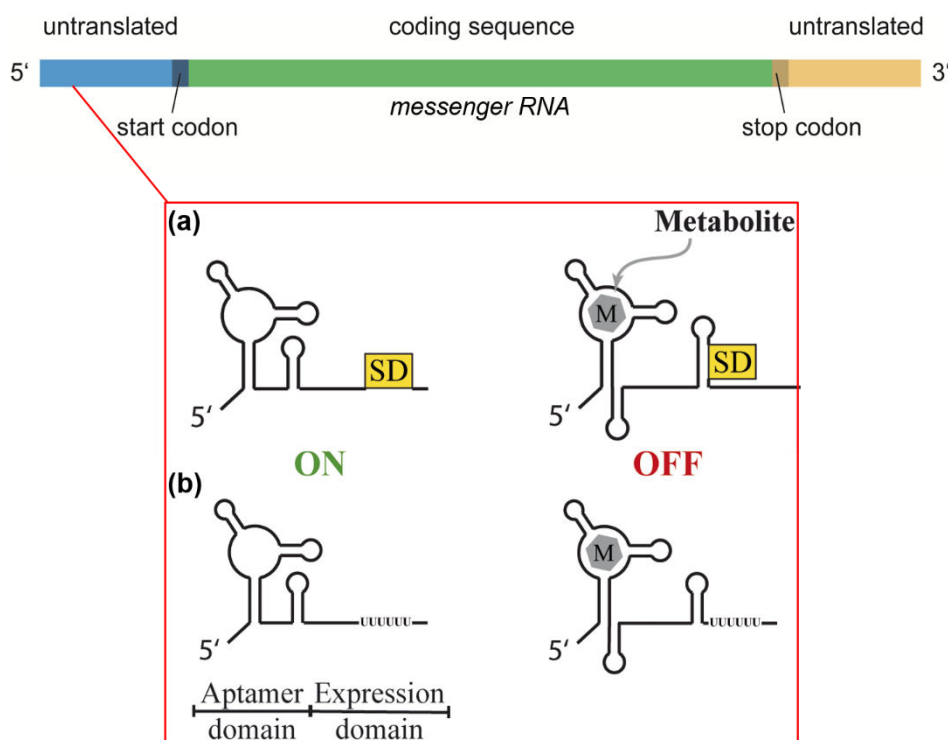 untranslated coding sequence untranslated
5‘ 3‘
messenger RNA
start codon stop codon
(a) Metabolite
M
SD SD
5‘ 5‘
ON OFF
(b)
M
UUUUUU UUUUUU
5‘ 5‘
Aptamer Expression
domain domain